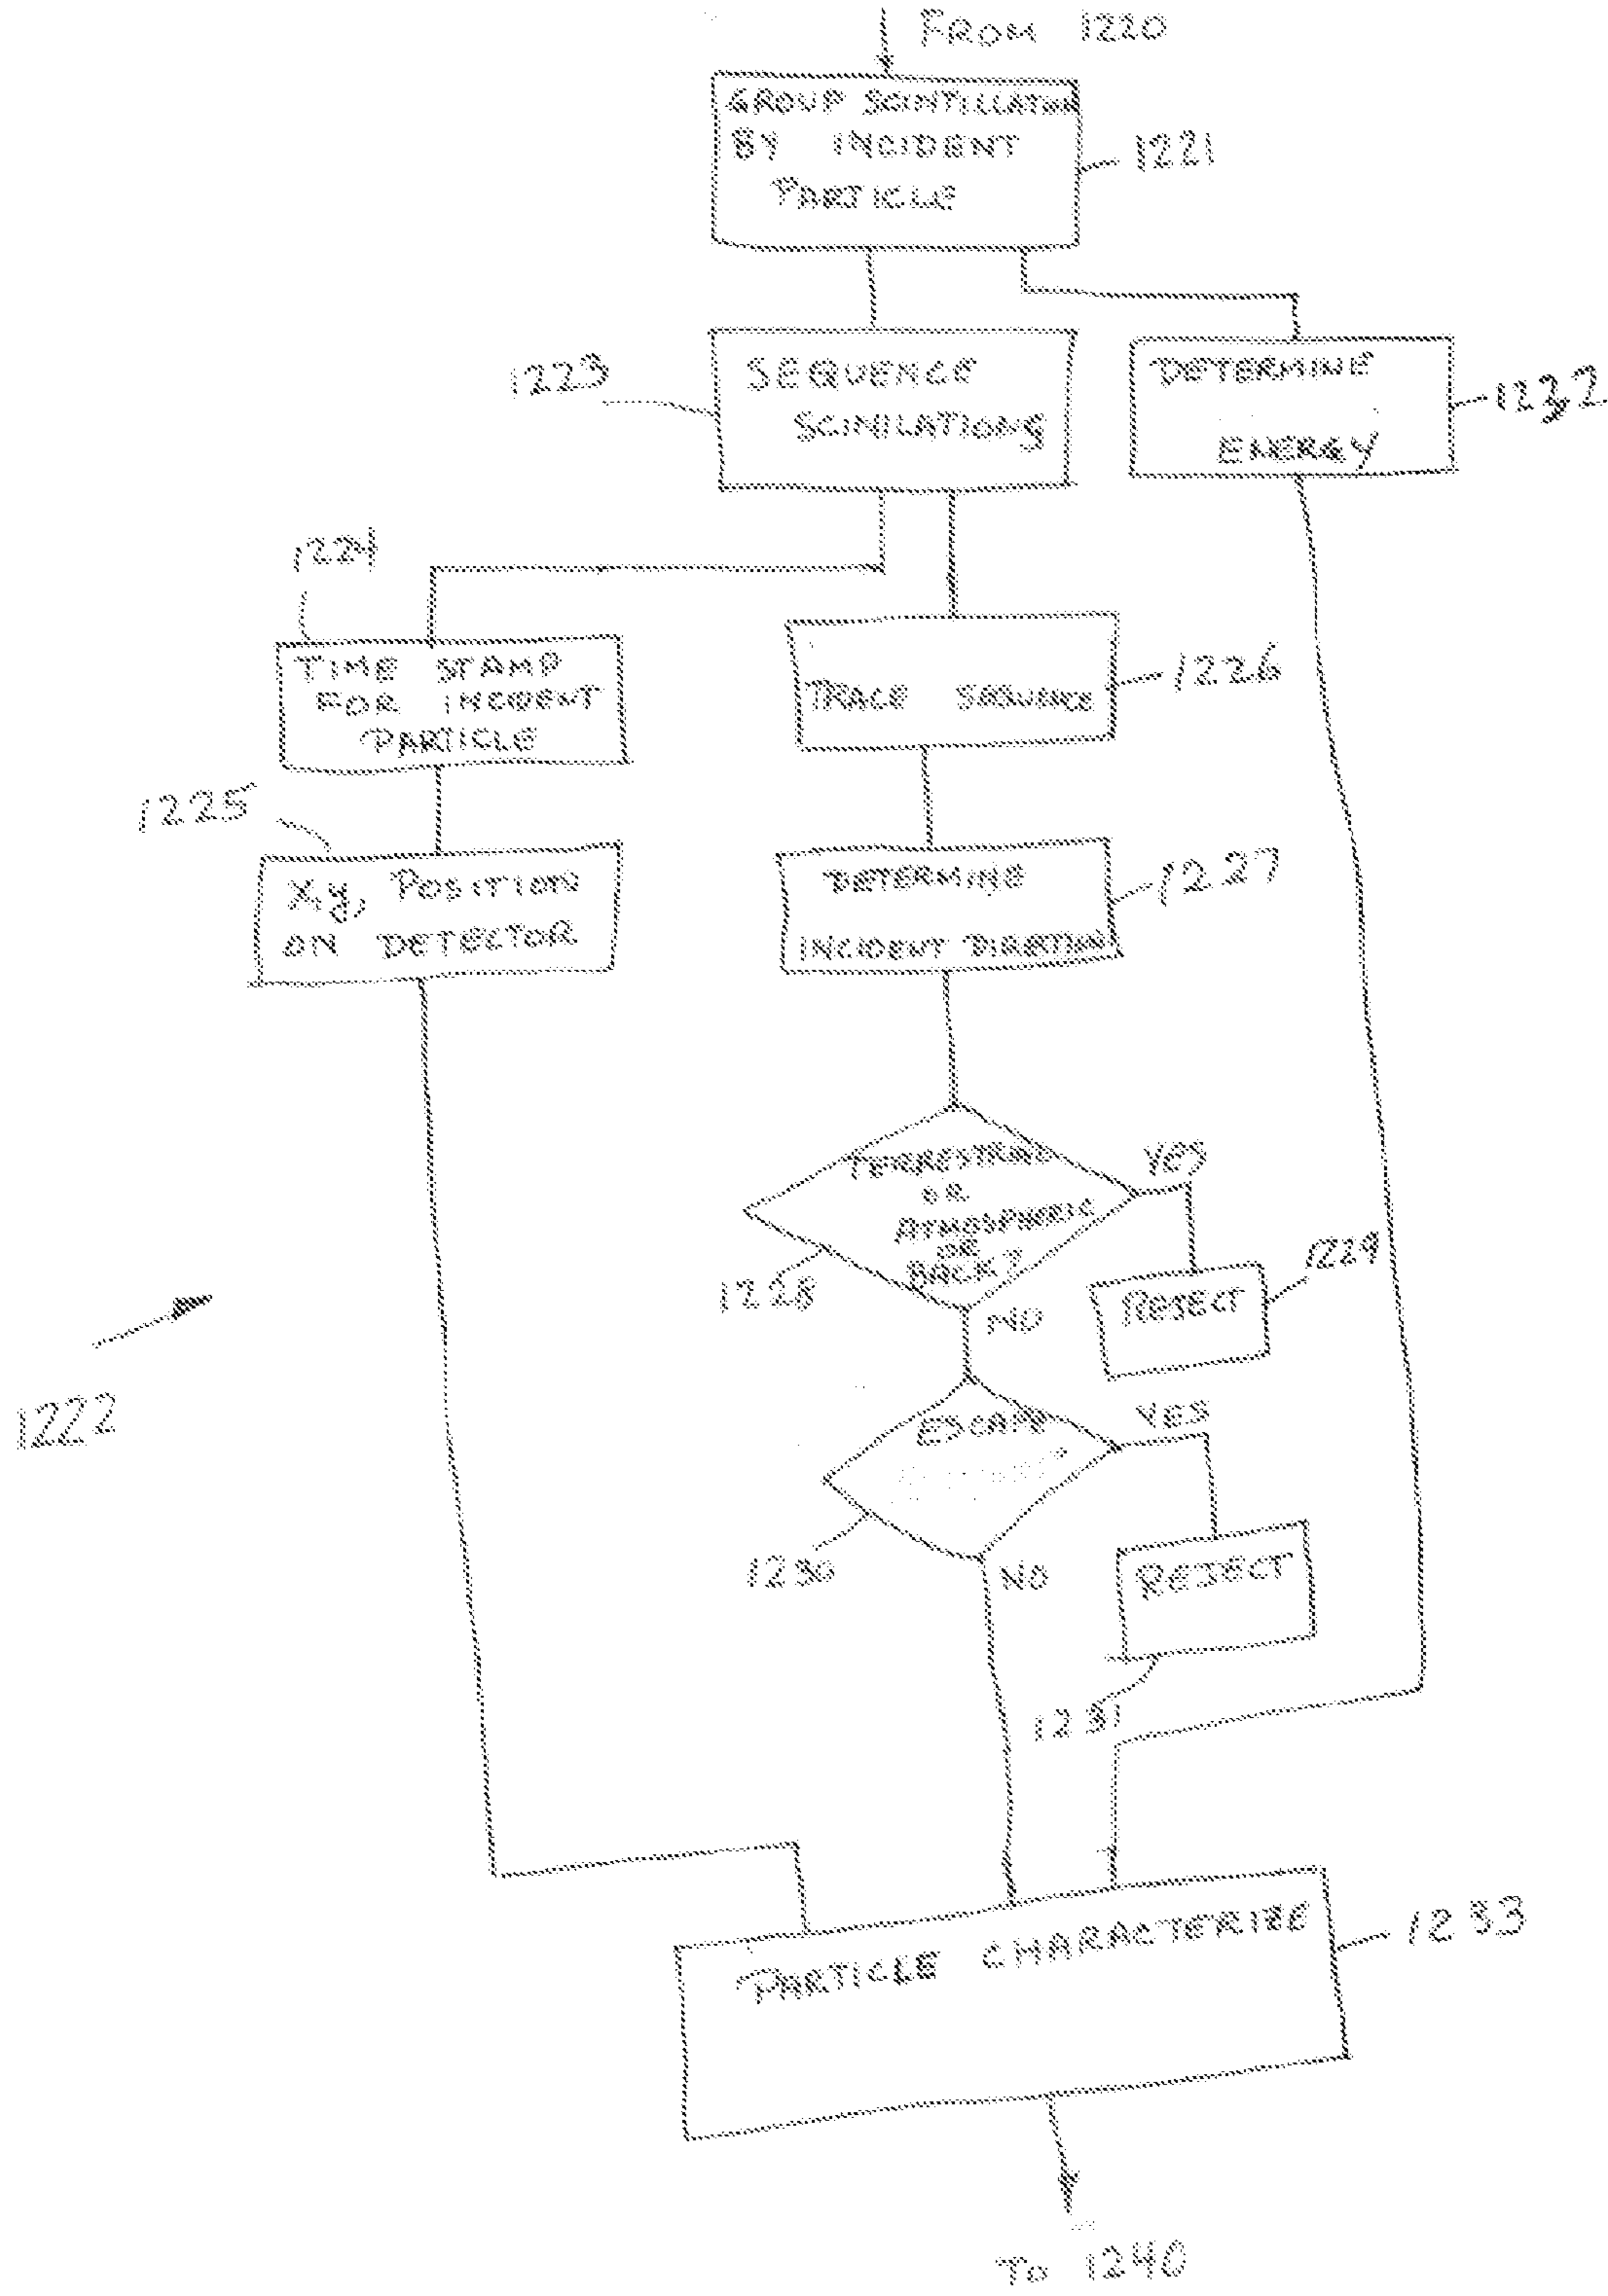 FROM 1220
GROUP SCINTILLATION
BY INCIDENT
PARTICLE
1221
SEQUENCE
SCINILATIONS
1223
DETERMINE
ENERGY
1232
1224
TIME STAMP
FOR INCIDENT
PARTICLE
TRACE SEQUENCE
1226
1225
X,y, POSITION
ON DETECTOR
DETERMINE
INCIDENT DIRECTION
1227
TERRESTRIAL
OR
ATMOSPHERIC
OR
BACK?
YES
1228
NO
REJECT
1229
1222
ESCAPE
YES
1230
NO
REJECT
1231
PARTICLE CHARACTERIZE
1233
TO 1240